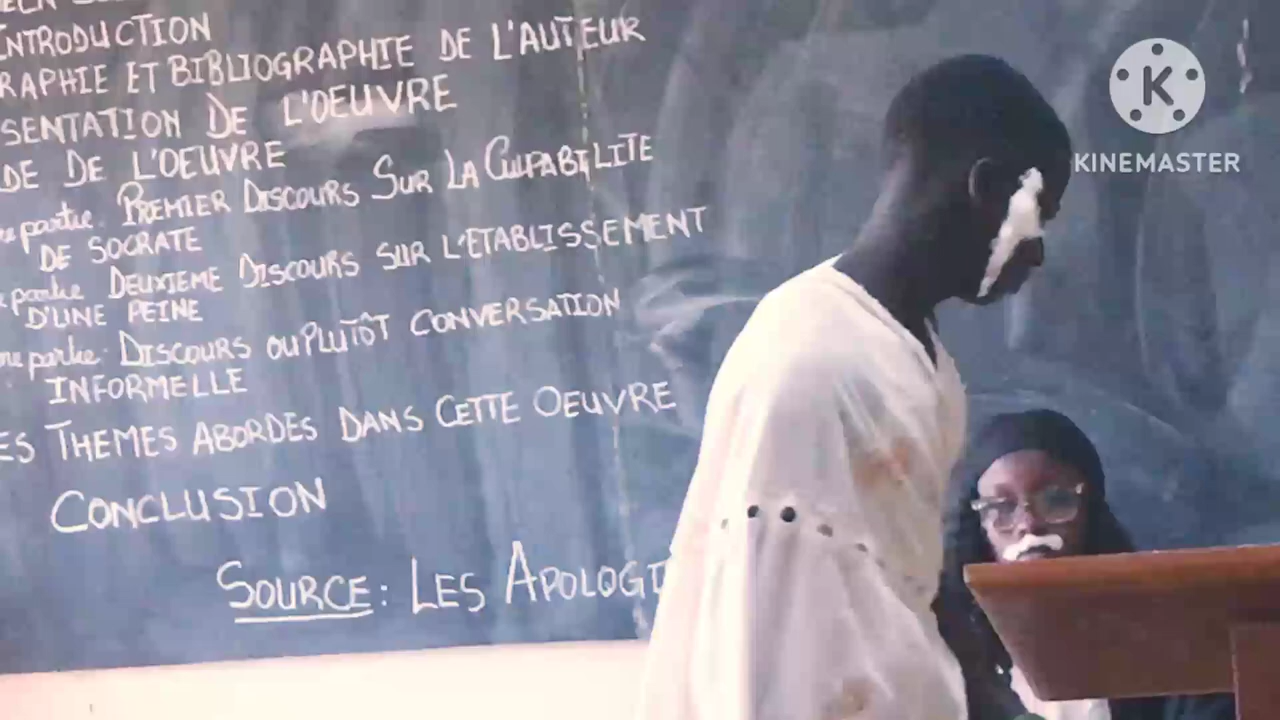 INTRODUCTION
RAPHIE ET BIBLIOGRAPHIE DE L'AUTEUR
SENTATION DE L'OEUVRE
DE DE L'OEUVRE
partie: PREMIER DISCOURS SUR LA CULPABILITE
DE SOCRATE
partie DEUXIEME DISCOURS SUR L'ETABLISSEMENT
D'UNE PEINE
partie: DISCOURS OU PLUTÔT CONVERSATION
INFORMELLE
ES THEMES ABORDES DANS CETTE OEUVRE
CONCLUSION
SOURCE: LES APOLOGI
K
KINEMASTER